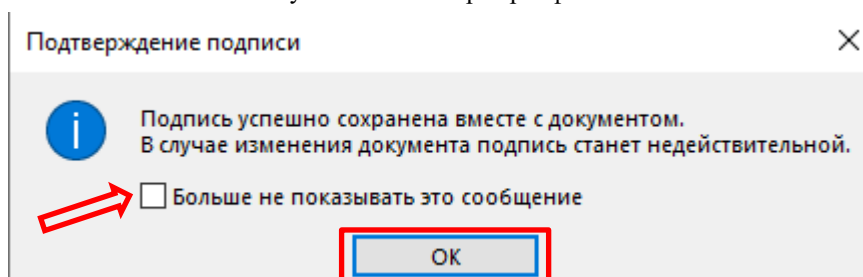 Подтверждение подписи
Подпись успешно сохранена вместе с документом.
В случае изменения документа подпись станет недействительной.
Больше не показывать это сообщение
ОК